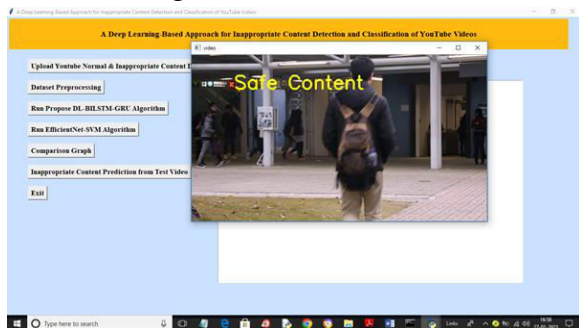 A Deep Learning-Based Approach for Inappropriate Content Detection and Classification of YouTube Videos
A Deep Learning-Based Approach for Inappropriate Content Detection and Classification of YouTube Videos
video
Upload Youtube Normal & Inappropriate Content D
Safe Content
Dataset Preprocessing
Run Propose DL-BILSTM-GRU Algorithm
Run EfficientNet-SVM Algorithm
Comparison Graph
Inappropriate Content Prediction from Test Video
Exit
Type here to search
Links
16:58